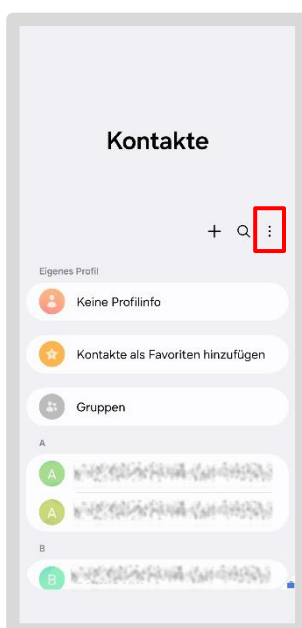 Kontakte
Eigenes Profil
Keine Profilinfo
Kontakte als Favoriten hinzufügen
Gruppen
A
A
A
B
B